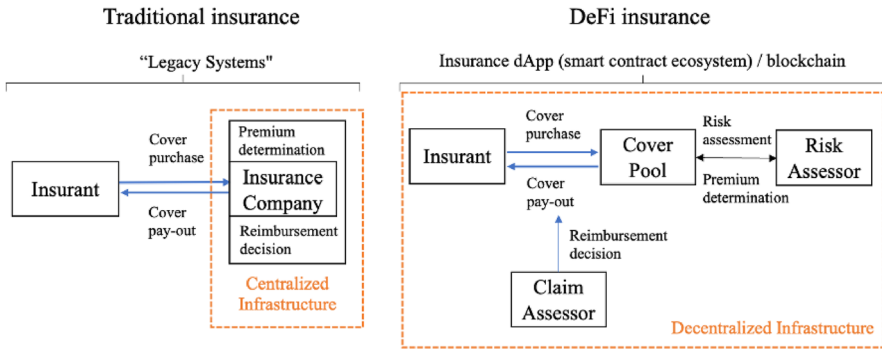 Traditional insurance
“Legacy Systems"
Cover
purchase
Insurant
Cover
pay-out
Premium
determination
Insurance
Company
Reimbursement
decision
Centralized
Infrastructure
DeFi insurance
Insurance dApp (smart contract ecosystem) / blockchain
Insurant
Cover
purchase
Cover
pay-out
Cover
Pool
Risk
assessment
Premium
determination
Risk
Assessor
Reimbursement
decision
Claim
Assessor
Decentralized Infrastructure